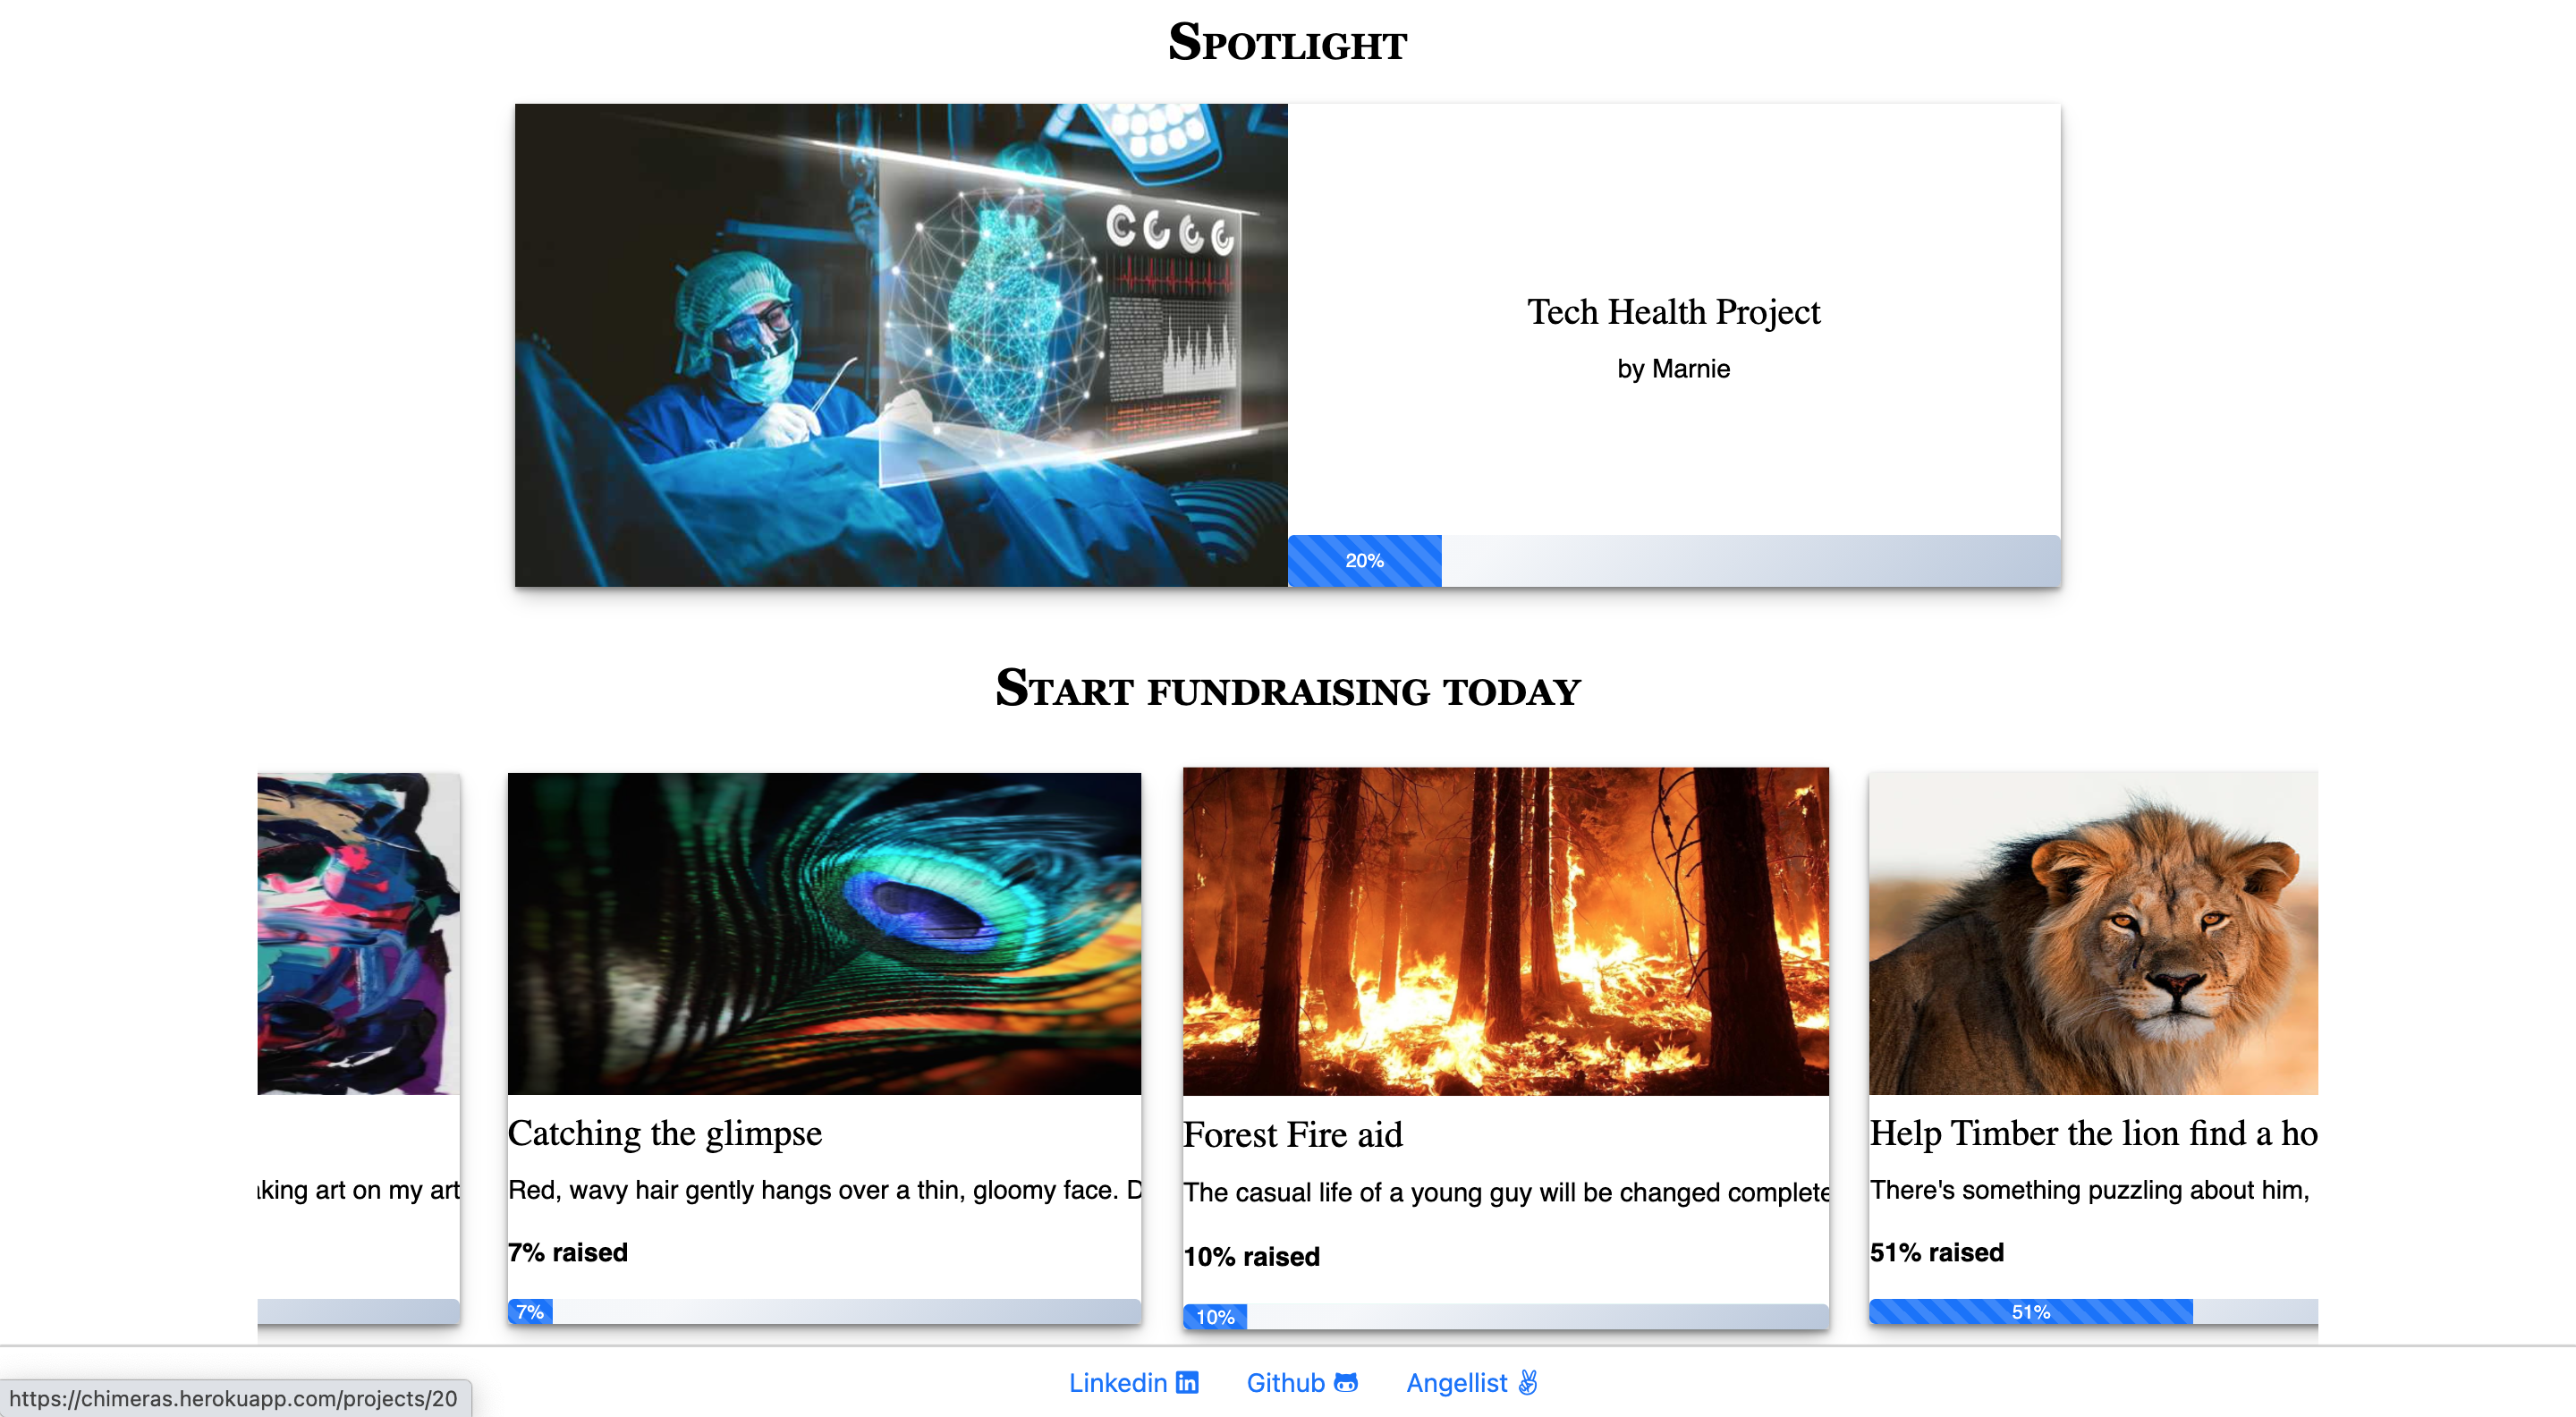 Spotlight
Tech Health Project
by Marnie
20%
Start fundraising today
king art on my art
Catching the glimpse
Red, wavy hair gently hangs over a thin, gloomy face. D
7% raised
7%
Forest Fire aid
The casual life of a young guy will be changed complete
10% raised
10%
Help Timber the lion find a ho
There's something puzzling about him,
51% raised
51%
Linkedin in
Github
Angellist
https://chimeras.herokuapp.com/projects/20